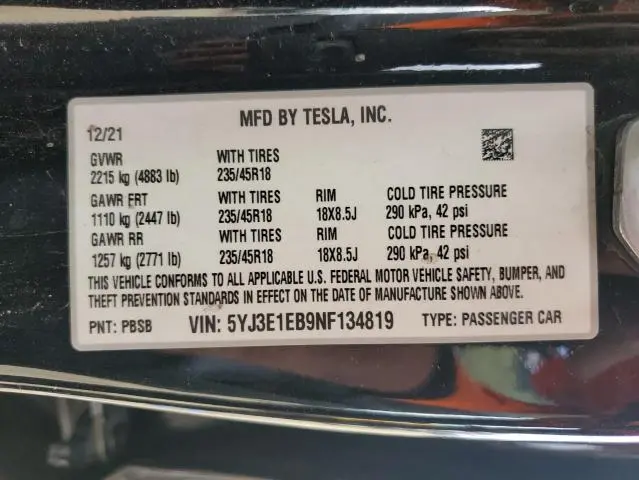 MFD BY TESLA, INC.
12/21
GVWR WITH TIRES
2215 kg (4883 lb) 235/45R18
GAWR FRT WITH TIRES RIM COLD TIRE PRESSURE
1110 kg (2447 lb) 235/45R18 18X8.5J 290 kPa, 42 psi
GAWR RR WITH TIRES RIM COLD TIRE PRESSURE
1257 kg (2771 lb) 235/45R18 18X8.5J 290 kPa, 42 psi
THIS VEHICLE CONFORMS TO ALL APPLICABLE U.S. FEDERAL MOTOR VEHICLE SAFETY, BUMPER, AND
THEFT PREVENTION STANDARDS IN EFFECT ON THE DATE OF MANUFACTURE SHOWN ABOVE.
PNT: PBSB VIN: 5YJ3E1EB9NF134819 TYPE: PASSENGER CAR